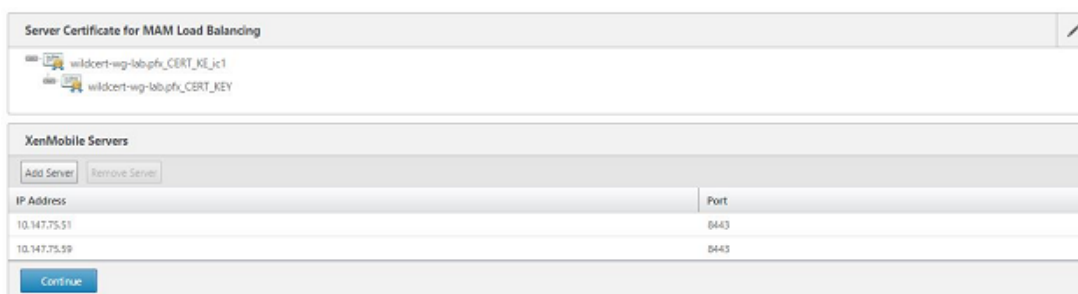 Server Certificate for MAM Load Balancing
wildcert-wg-lab.pfx_CERT_KE_ic1
wildcert-wg-lab.pfx_CERT_KEY
XenMobile Servers
Add Server Remove Server
IP Address Port
10.147.75.51 8443
10.147.75.59 8443
Continue